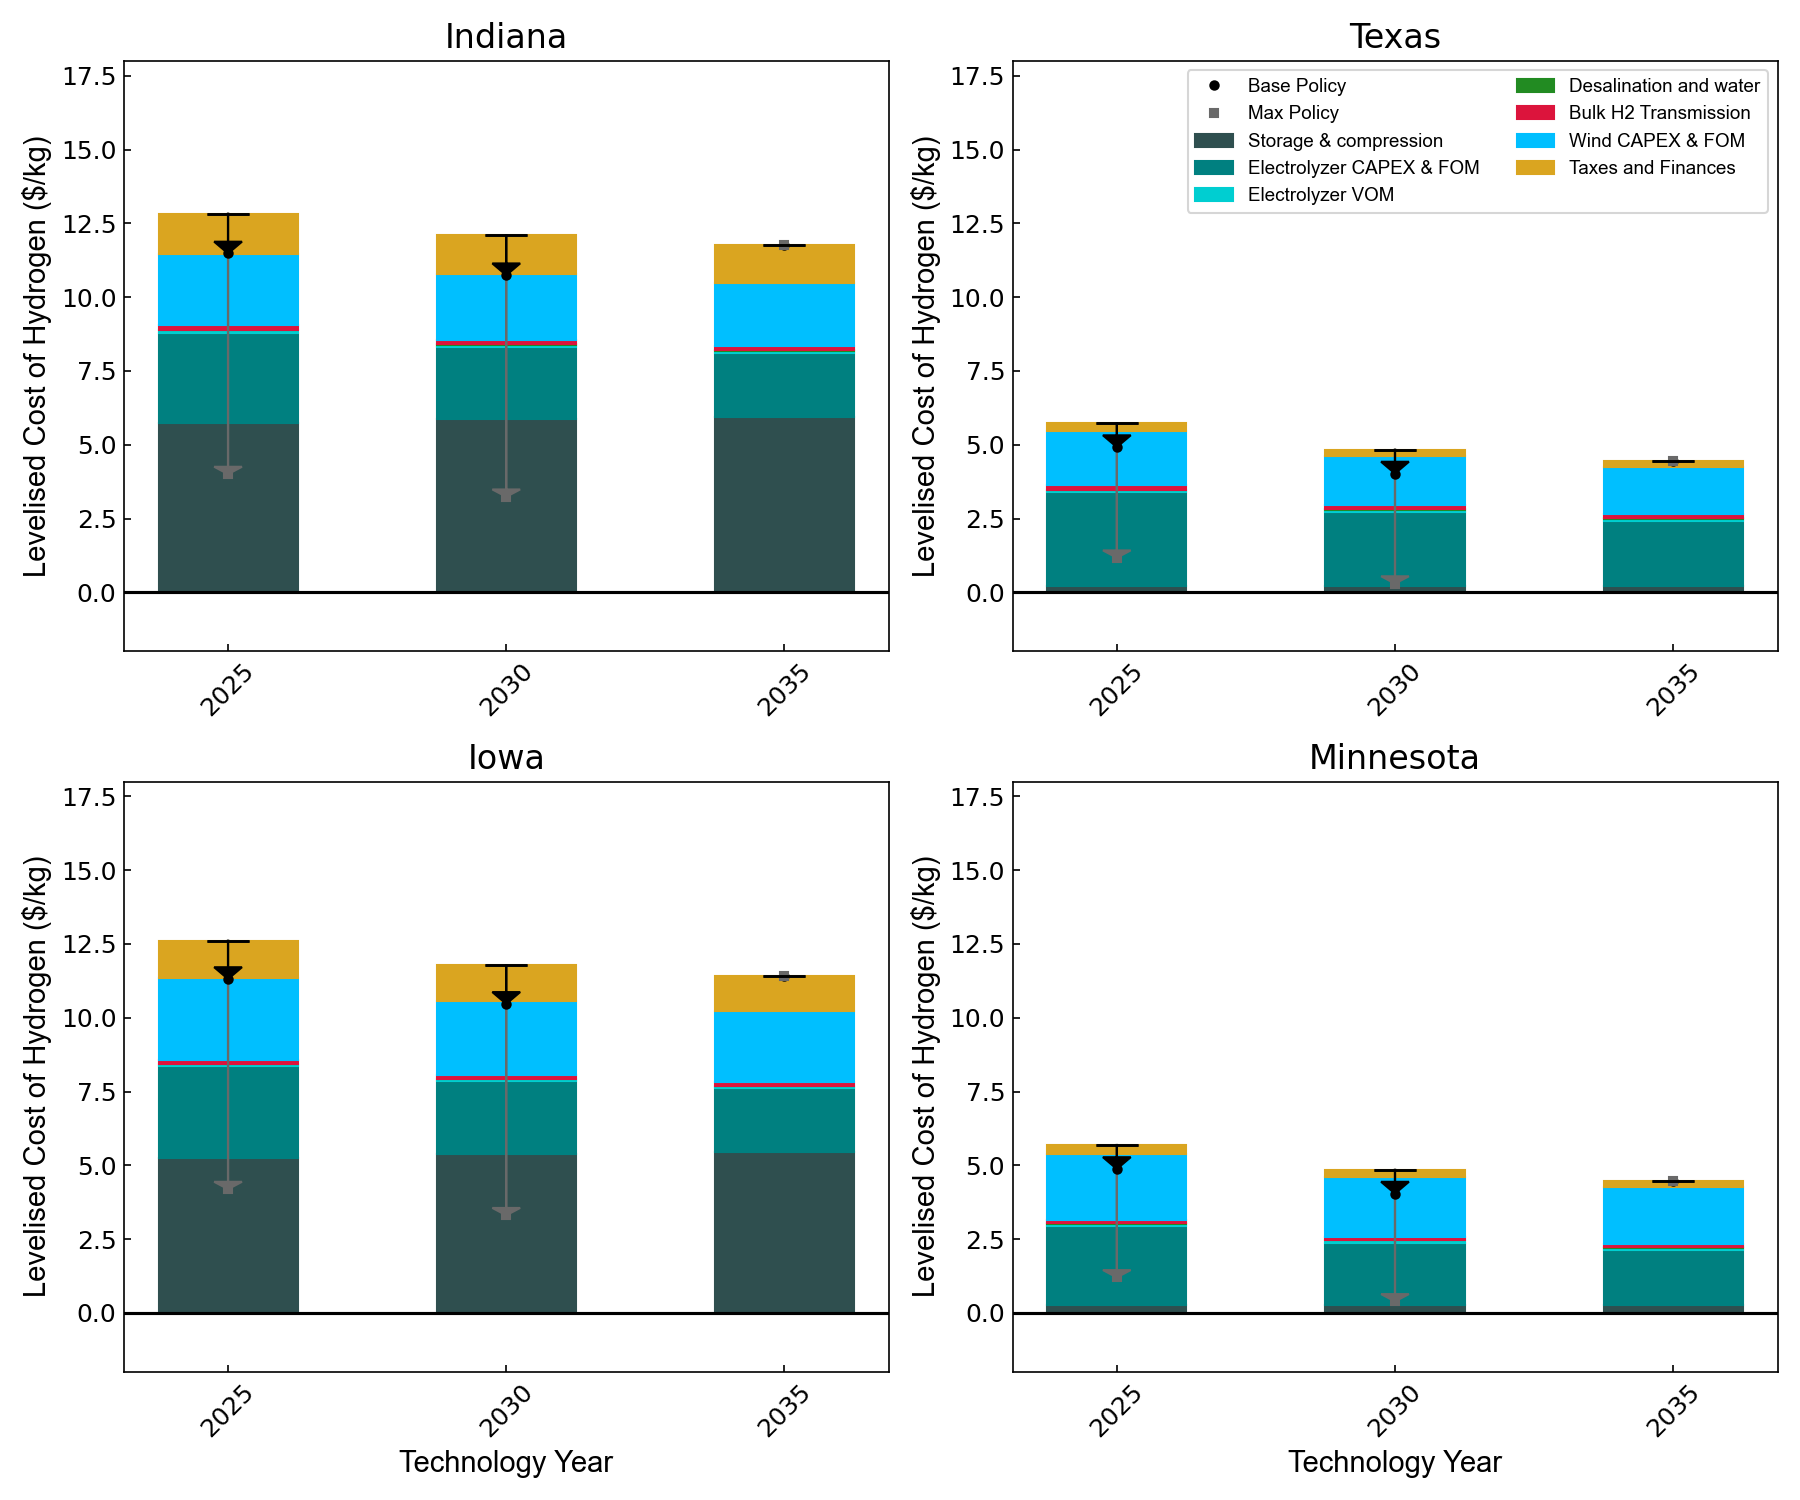 Indiana
Levelised Cost of Hydrogen ($/kg)
17.5
15.0
12.5
10.0
7.5
5.0
2.5
0.0
2025
2030
2035
Texas
Levelised Cost of Hydrogen ($/kg)
17.5
15.0
12.5
10.0
7.5
5.0
2.5
0.0
Base Policy
Max Policy
Storage & compression
Electrolyzer CAPEX & FOM
Electrolyzer VOM
Desalination and water
Bulk H2 Transmission
Wind CAPEX & FOM
Taxes and Finances
2025
2030
2035
Iowa
Levelised Cost of Hydrogen ($/kg)
17.5
15.0
12.5
10.0
7.5
5.0
2.5
0.0
2025
2030
2035
Technology Year
Minnesota
Levelised Cost of Hydrogen ($/kg)
17.5
15.0
12.5
10.0
7.5
5.0
2.5
0.0
2025
2030
2035
Technology Year